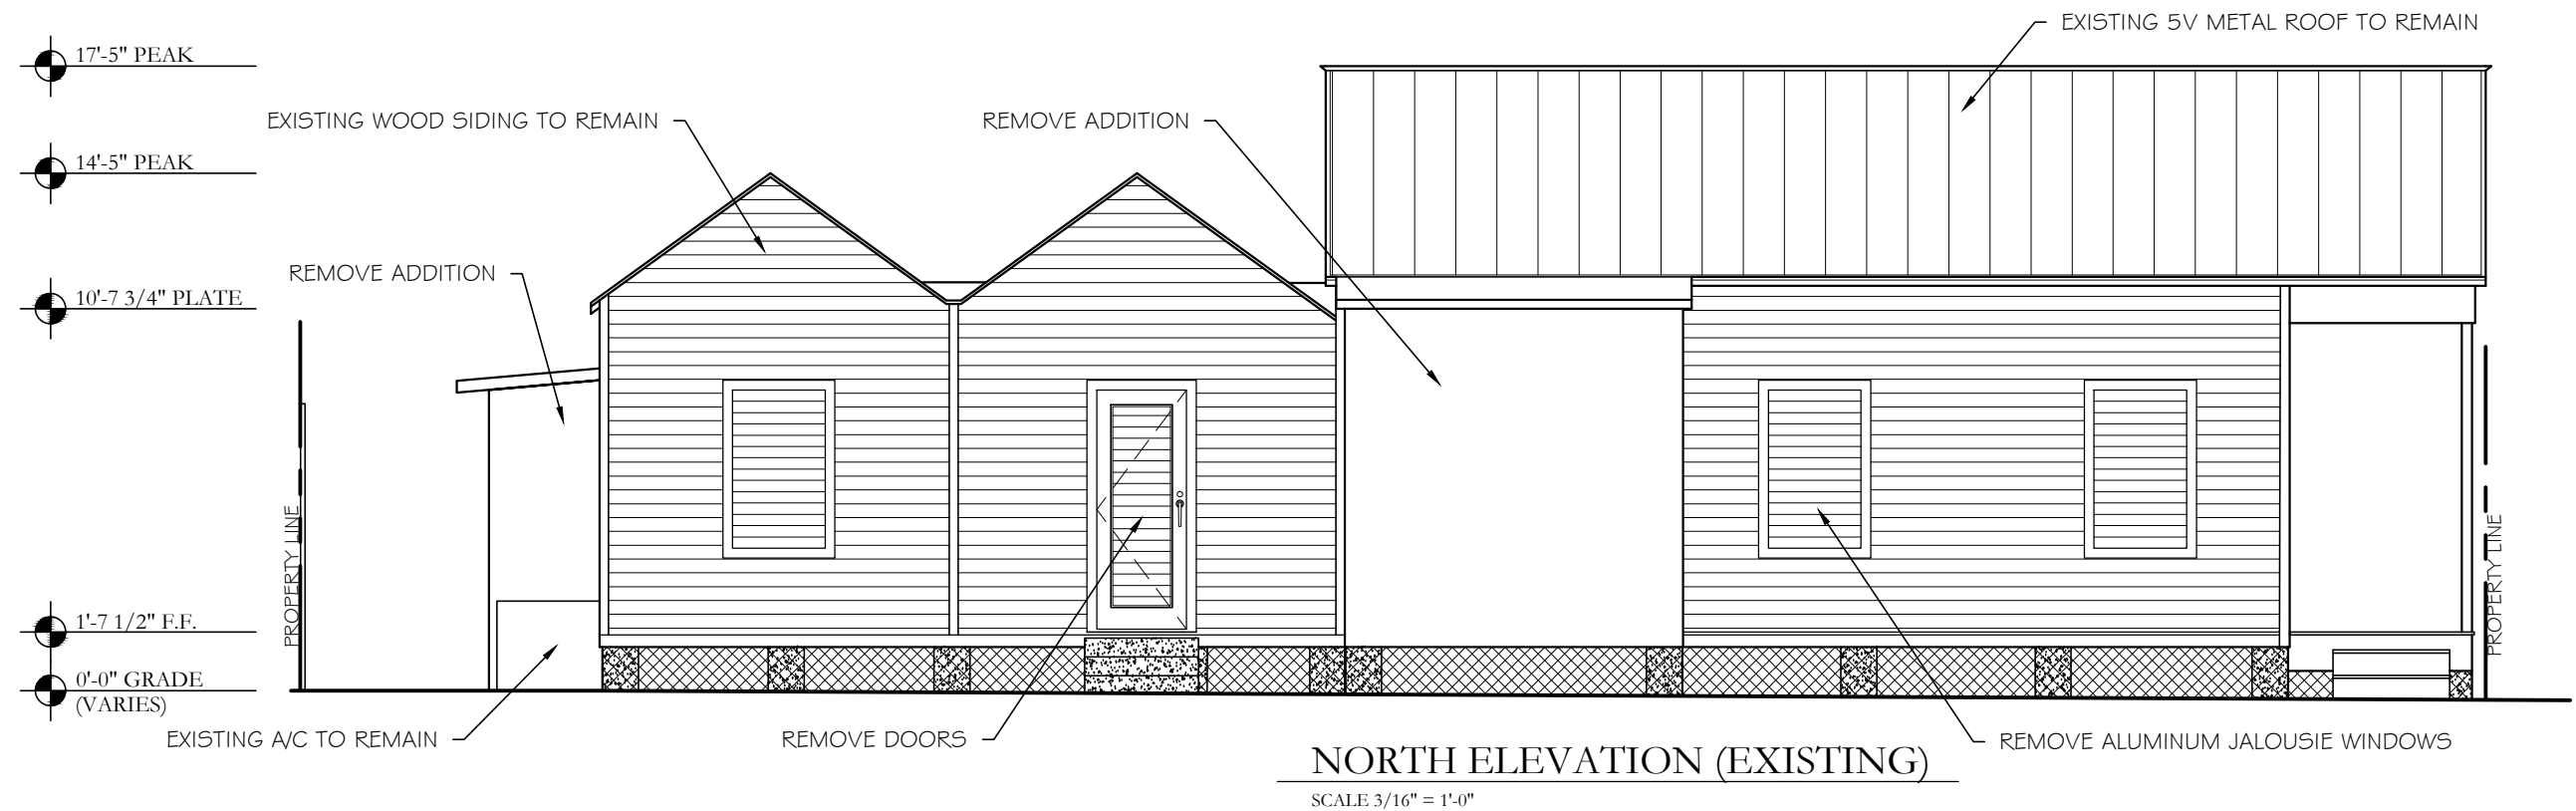 EXISTING 5V METAL ROOF TO REMAIN
17'-5" PEAK
EXISTING WOOD SIDING TO REMAIN
REMOVE ADDITION
14'-5" PEAK
REMOVE ADDITION
10'-7 3/4" PLATE
PROPERTY LINE
PROPERTY LINE
1'-7 1/2" F.F.
0'-0" GRADE
(VARIES)
EXISTING A/C TO REMAIN
REMOVE DOORS
REMOVE ALUMINUM JALOUSIE WINDOWS
NORTH ELEVATION (EXISTING)
SCALE 3/16" = 1'-0"